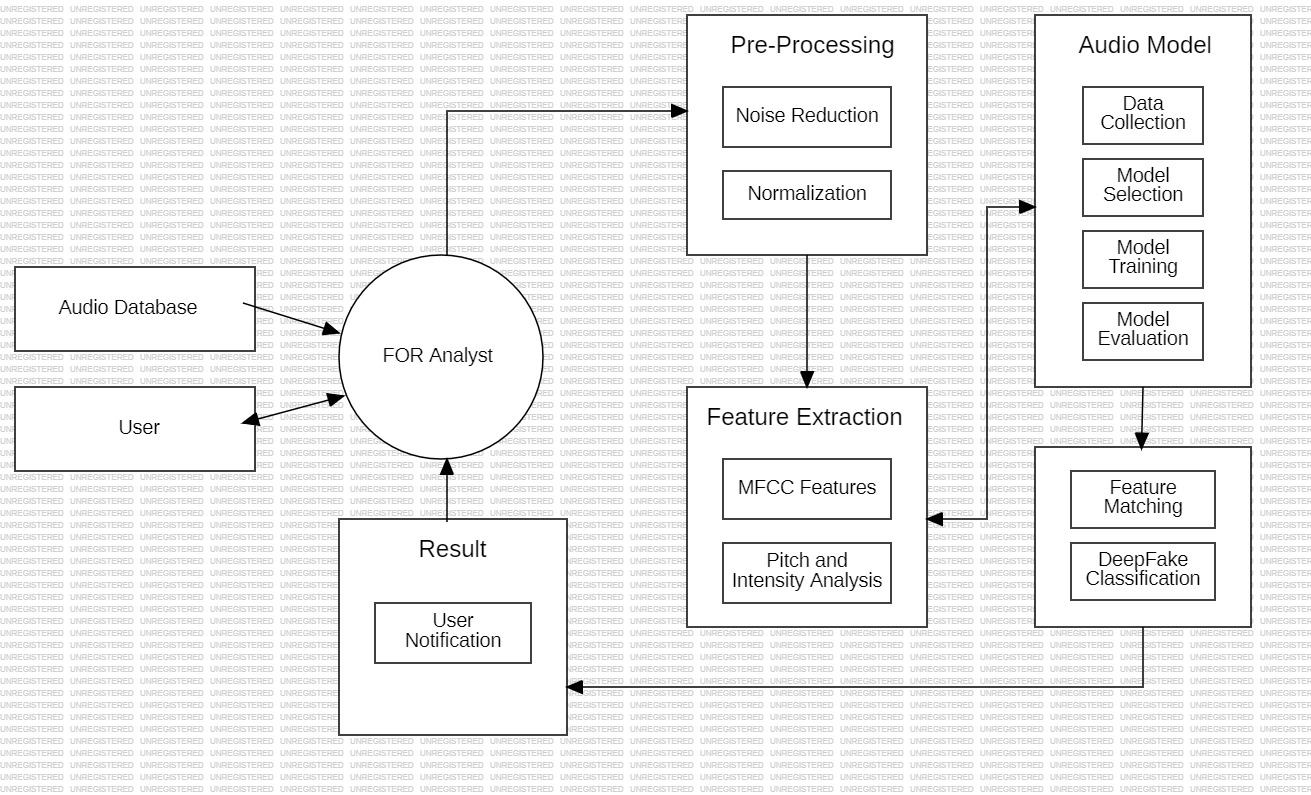 Pre-Processing
Noise Reduction
Normalization
Audio Model
Data
Collection
Model
Selection
Model
Training
Model
Evaluation
Audio Database
User
FOR Analyst
Feature Extraction
MFCC Features
Pitch and
Intensity Analysis
Feature
Matching
DeepFake
Classification
Result
User
Notification
UNREGISTERED